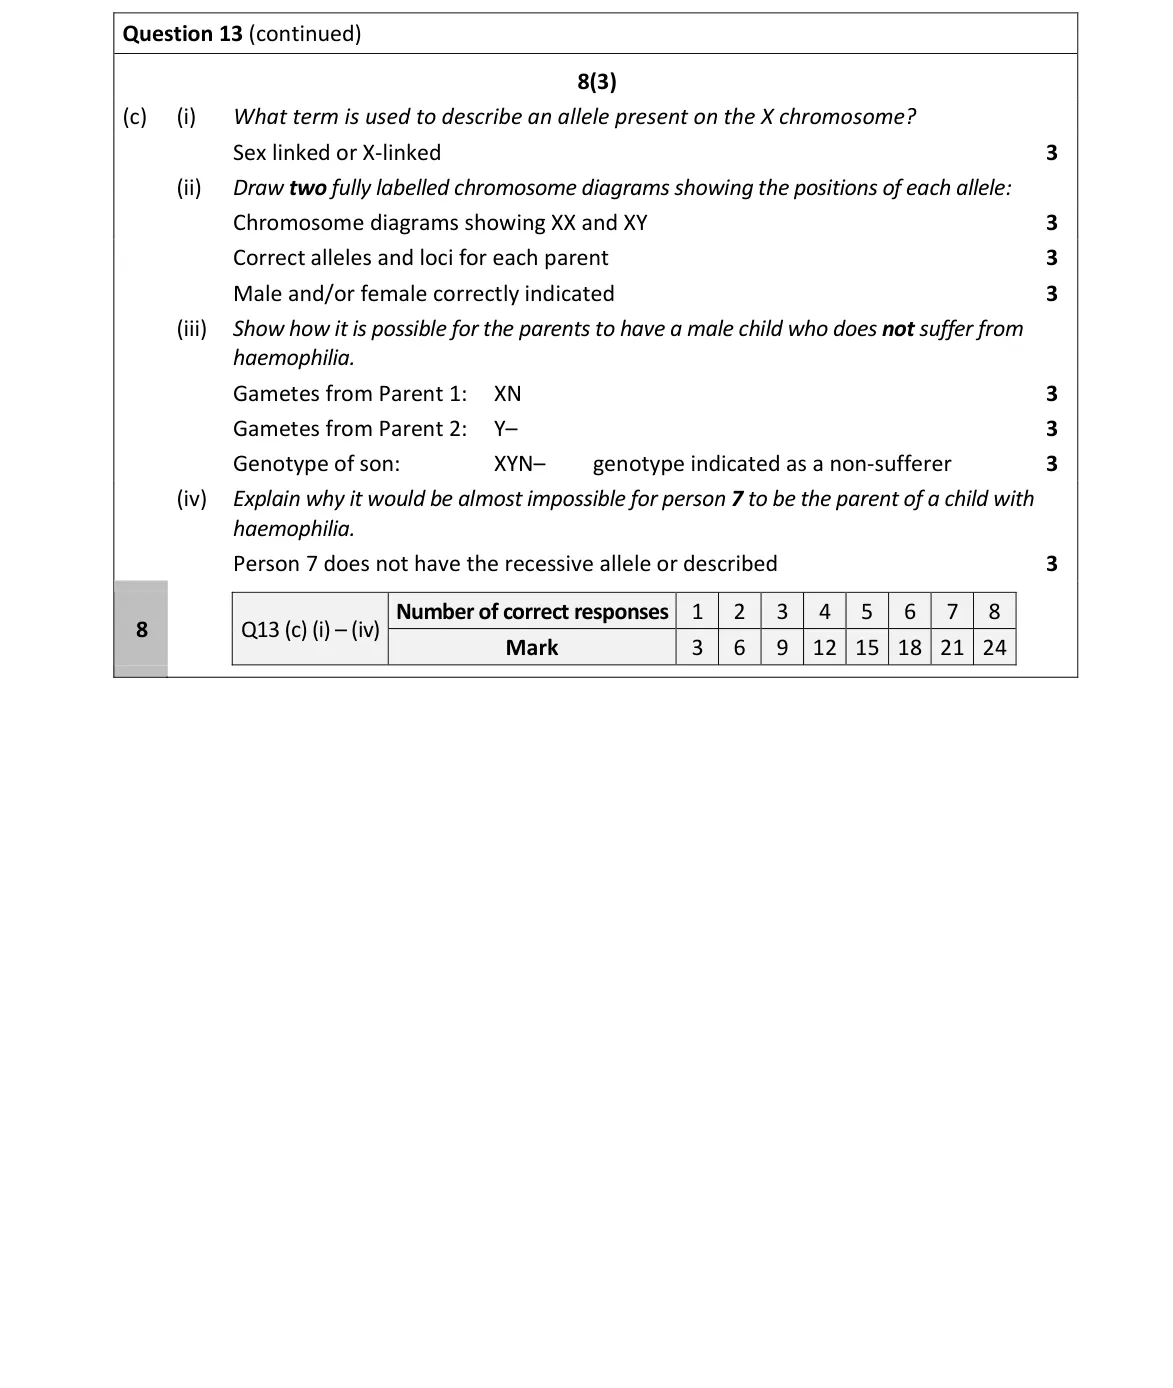 Question 13 (continued)
8(3)
(c) (i) What term is used to describe an allele present on the X chromosome?
Sex linked or X-linked 3
(ii) Draw two fully labelled chromosome diagrams showing the positions of each allele:
Chromosome diagrams showing XX and XY 3
Correct alleles and loci for each parent 3
Male and/or female correctly indicated 3
(iii) Show how it is possible for the parents to have a male child who does not suffer from
haemophilia.
Gametes from Parent 1: XN 3
Gametes from Parent 2: Y– 3
Genotype of son: XYN– genotype indicated as a non-sufferer 3
(iv) Explain why it would be almost impossible for person 7 to be the parent of a child with
haemophilia.
Person 7 does not have the recessive allele or described 3
8 Q13 (c) (i) – (iv) Number of correct responses 1 2 3 4 5 6 7 8
Mark 3 6 9 12 15 18 21 24